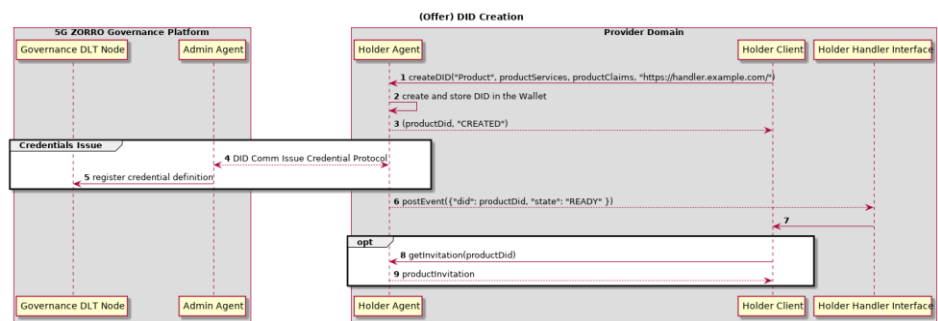 (Offer) DID Creation
5G ZORRO Governance Platform
Provider Domain
Governance DLT Node
Admin Agent
Holder Agent
Holder Client
Holder Handler Interface
1 createDID("Product", productServices, productClaims, "https://handler.example.com/")
2 create and store DID in the Wallet
3 (productDid, "CREATED")
Credentials Issue
4 DID Comm Issue Credential Protocol
5 register credential definition
6 postEvent({"did": productDid, "state": "READY" })
7
opt
8 getInvitation(productDid)
9 productInvitation
Governance DLT Node
Admin Agent
Holder Agent
Holder Client
Holder Handler Interface